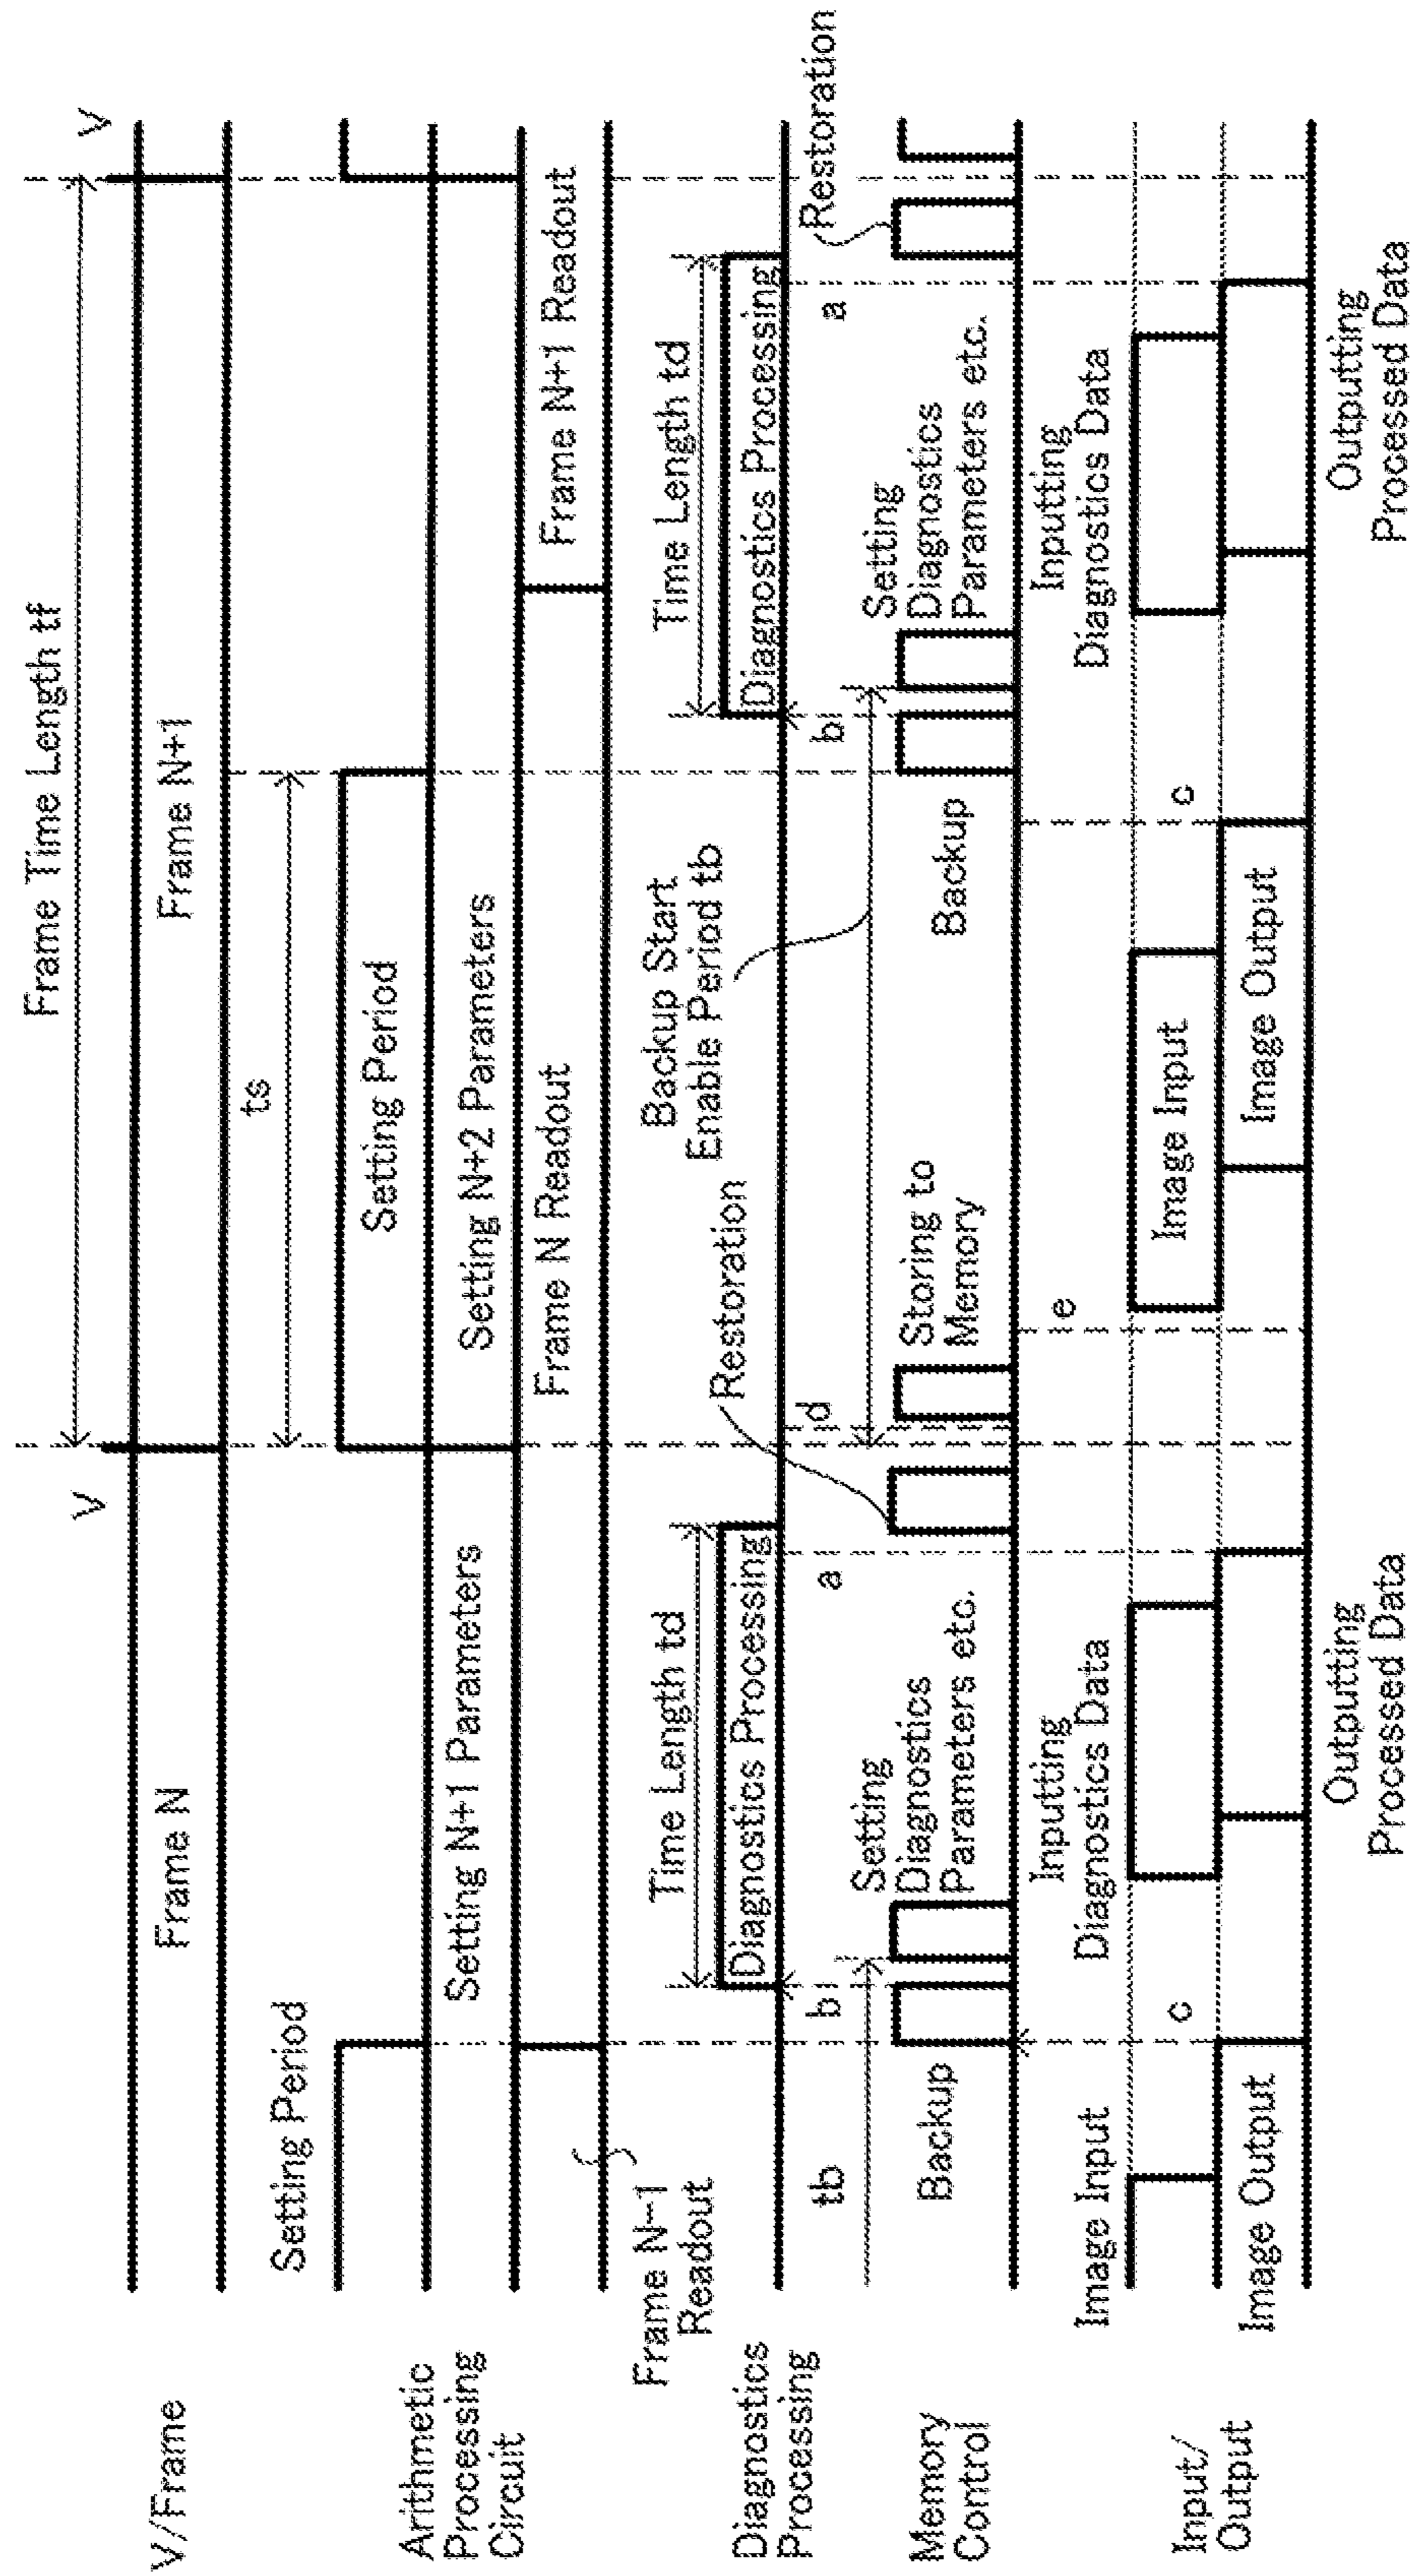 V/Frame
Frame N
V
Frame N+1
Frame Time Length tf
V
Arithmetic
Processing
Circuit
Setting Period
ts
Setting Period
Setting N+1 Parameters
Setting N+2 Parameters
Frame N-1
Readout
Frame N Readout
Frame N+1 Readout
Diagnostics
Processing
Time Length td
Diagnostics Processing
Backup Start
Enable Period tb
Time Length td
Diagnostics Processing
Memory
Control
tb
b
a
Restoration
d
b
a
Restoration
Backup
Setting
Diagnostics
Parameters etc.
Storing to
Memory
Backup
Setting
Diagnostics
Parameters etc.
Input/
Output
Image Input
c
Inputting
Diagnostics Data
e
Image Input
c
Inputting
Diagnostics Data
Image Output
Outputting
Processed Data
Image Output
Outputting
Processed Data